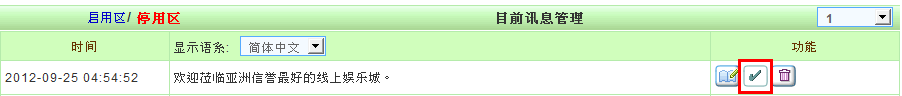 启用区/ 停用区 目前讯息管理 1
时间 显示语系: 简体中文 功能
2012-09-25 04:54:52 欢迎莅临亚洲信誉最好的线上娱乐城。